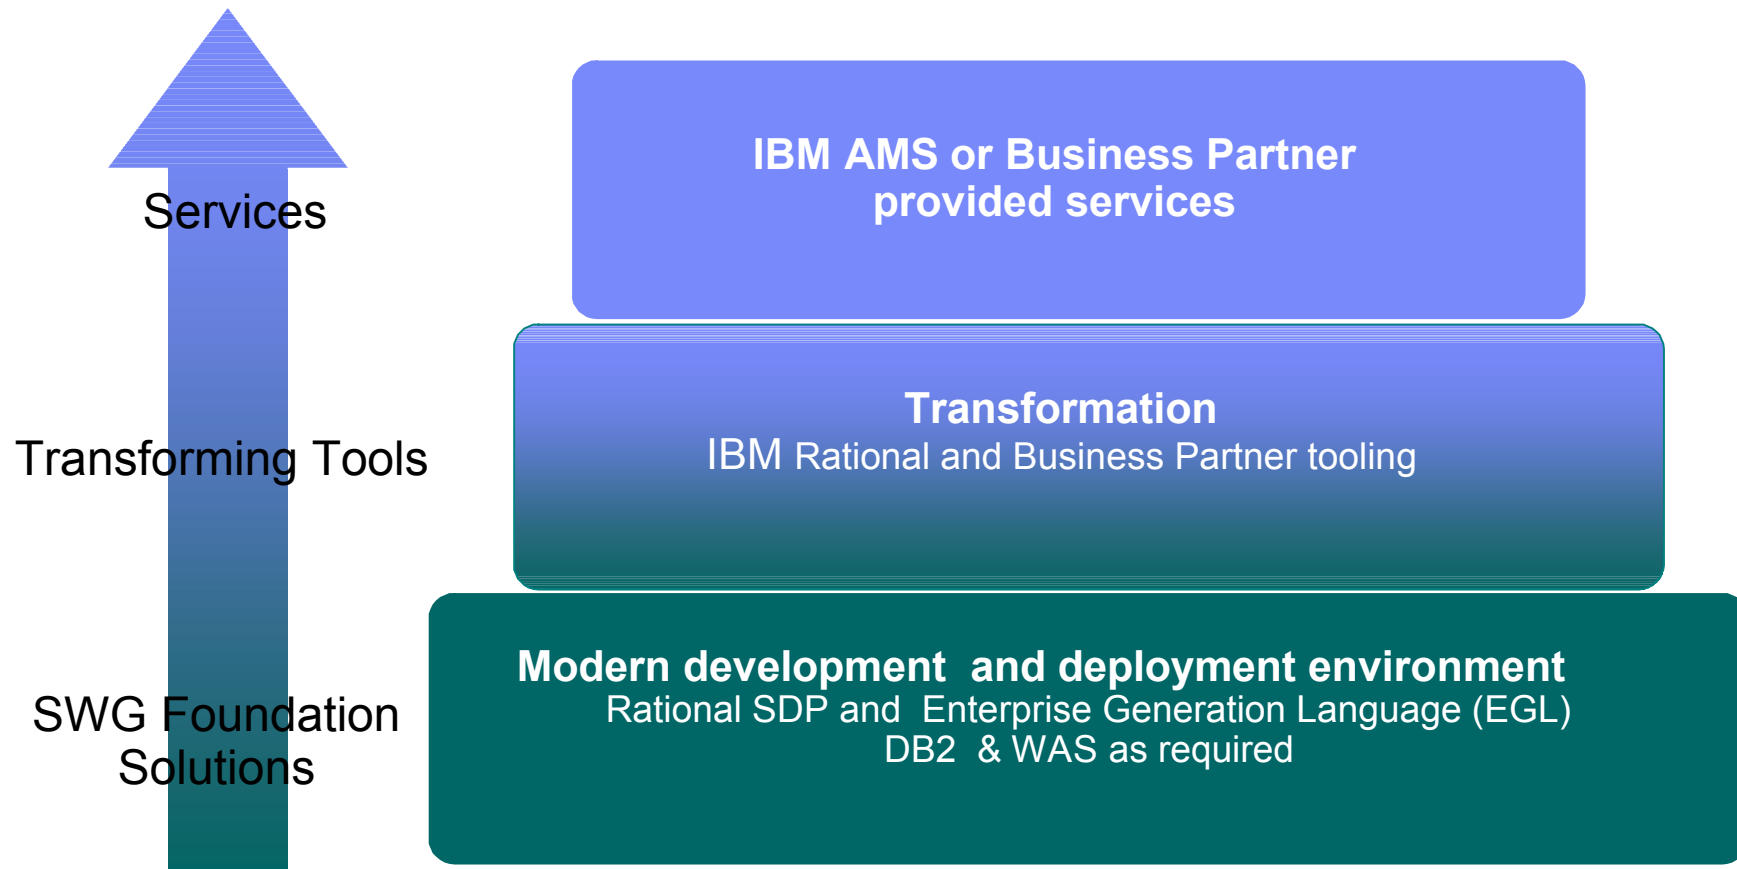 Services
IBM AMS or Business Partner
provided services
Transforming Tools
Transformation
IBM Rational and Business Partner tooling
SWG Foundation
Solutions
Modern development  and deployment environment
Rational SDP and  Enterprise Generation Language (EGL)
DB2  & WAS as required